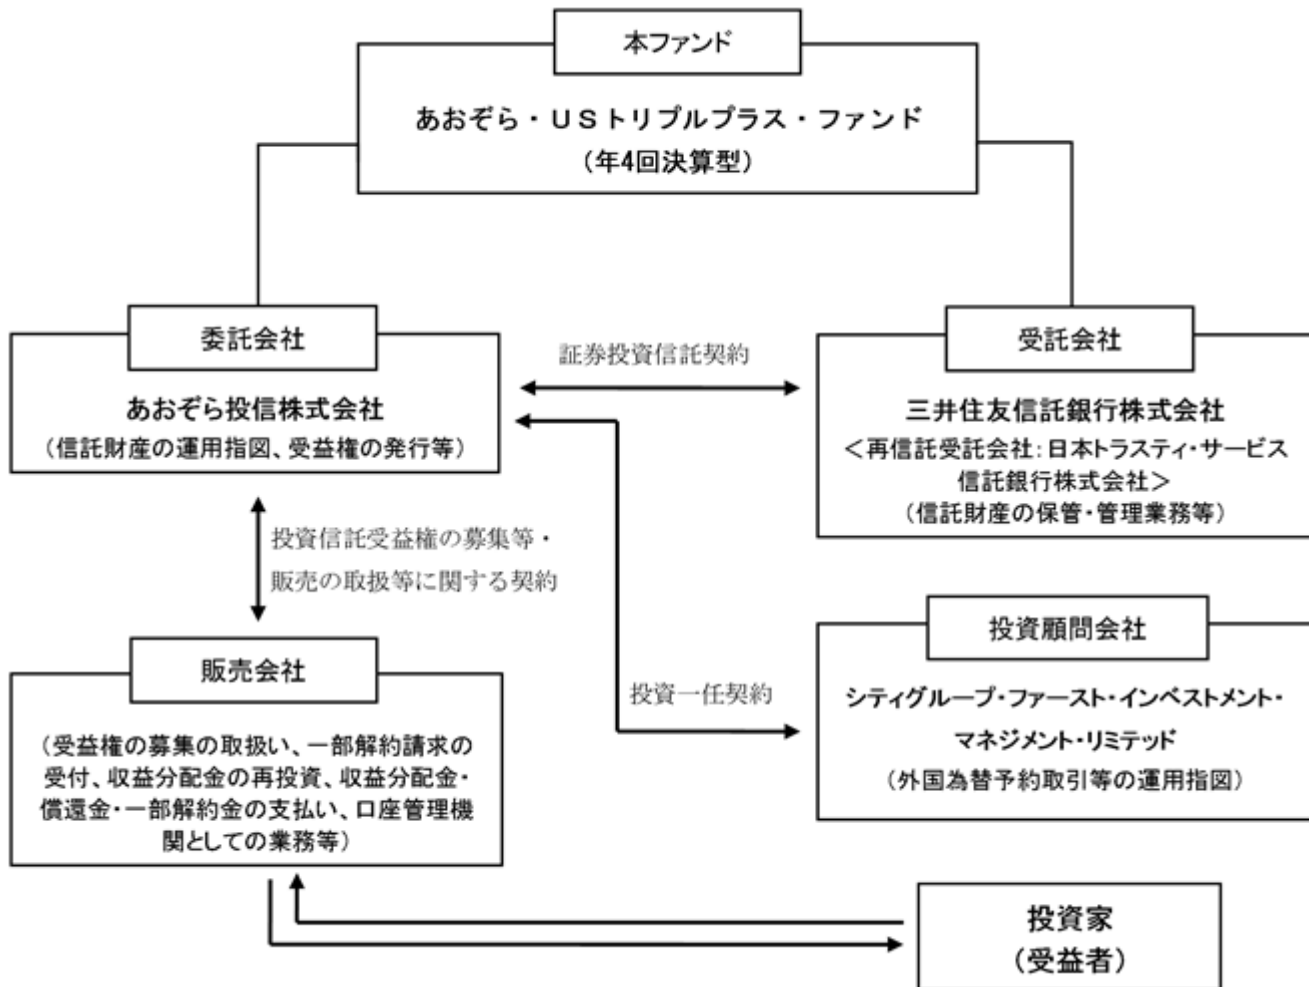 本ファンド
あおぞら・ＵＳトリプルプラス・ファンド
（年4回決算型）
委託会社
あおぞら投信株式会社
（信託財産の運用指図、受益権の発行等）
証券投資信託契約
受託会社
三井住友信託銀行株式会社
＜再信託受託会社：日本トラスティ・サービス
信託銀行株式会社＞
（信託財産の保管・管理業務等）
投資信託受益権の募集等・
販売の取扱等に関する契約
投資顧問会社
シティグループ・ファースト・インベストメント・
マネジメント・リミテッド
（外国為替予約取引等の運用指図）
投資一任契約
販売会社
（受益権の募集の取扱い、一部解約請求の
受付、収益分配金の再投資、収益分配金・
償還金・一部解約金の支払い、口座管理機
関としての業務等）
投資家
（受益者）